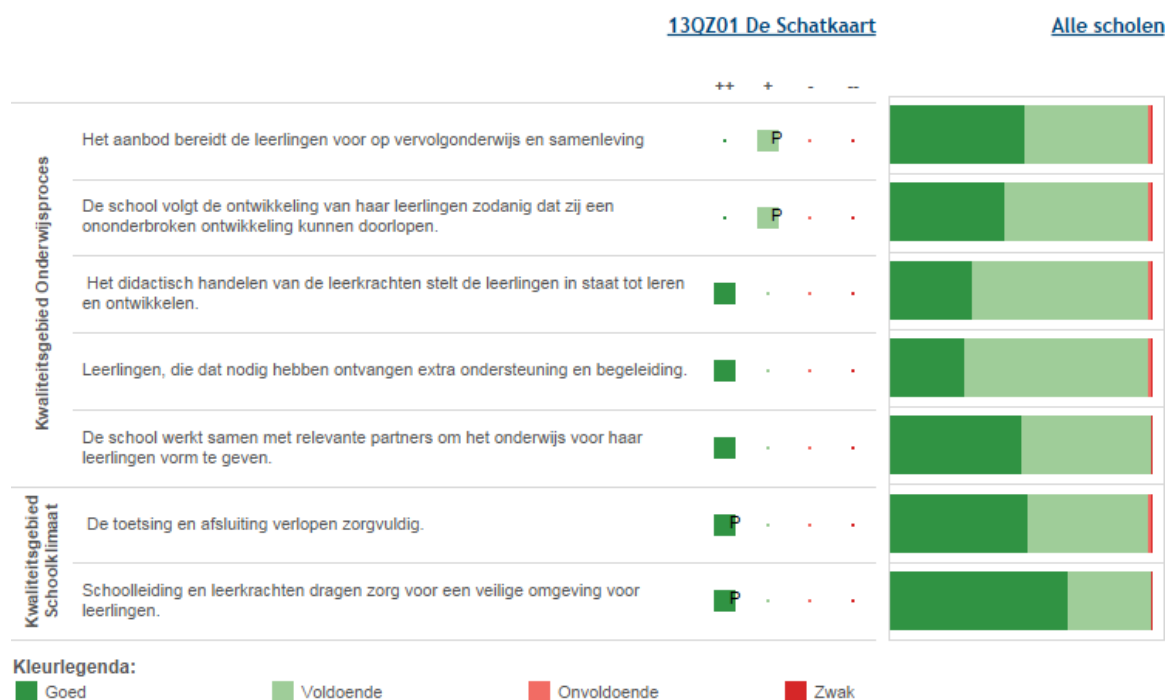 13QZ01 De Schatkaart
Alle scholen
++ + - --
Kwaliteitsgebied Onderwijsproces
Het aanbod bereidt de leerlingen voor op vervolgonderwijs en samenleving
P
De school volgt de ontwikkeling van haar leerlingen zodanig dat zij een
ononderbroken ontwikkeling kunnen doorlopen.
P
Het didactisch handelen van de leerkrachten stelt de leerlingen in staat tot leren
en ontwikkelen.
Leerlingen, die dat nodig hebben ontvangen extra ondersteuning en begeleiding.
De school werkt samen met relevante partners om het onderwijs voor haar
leerlingen vorm te geven.
Kwaliteitsgebied
Schoolklimaat
De toetsing en afsluiting verlopen zorgvuldig.
P
Schoolleiding en leerkrachten dragen zorg voor een veilige omgeving voor
leerlingen.
P
Kleurlegenda:
Goed
Voldoende
Onvoldoende
Zwak